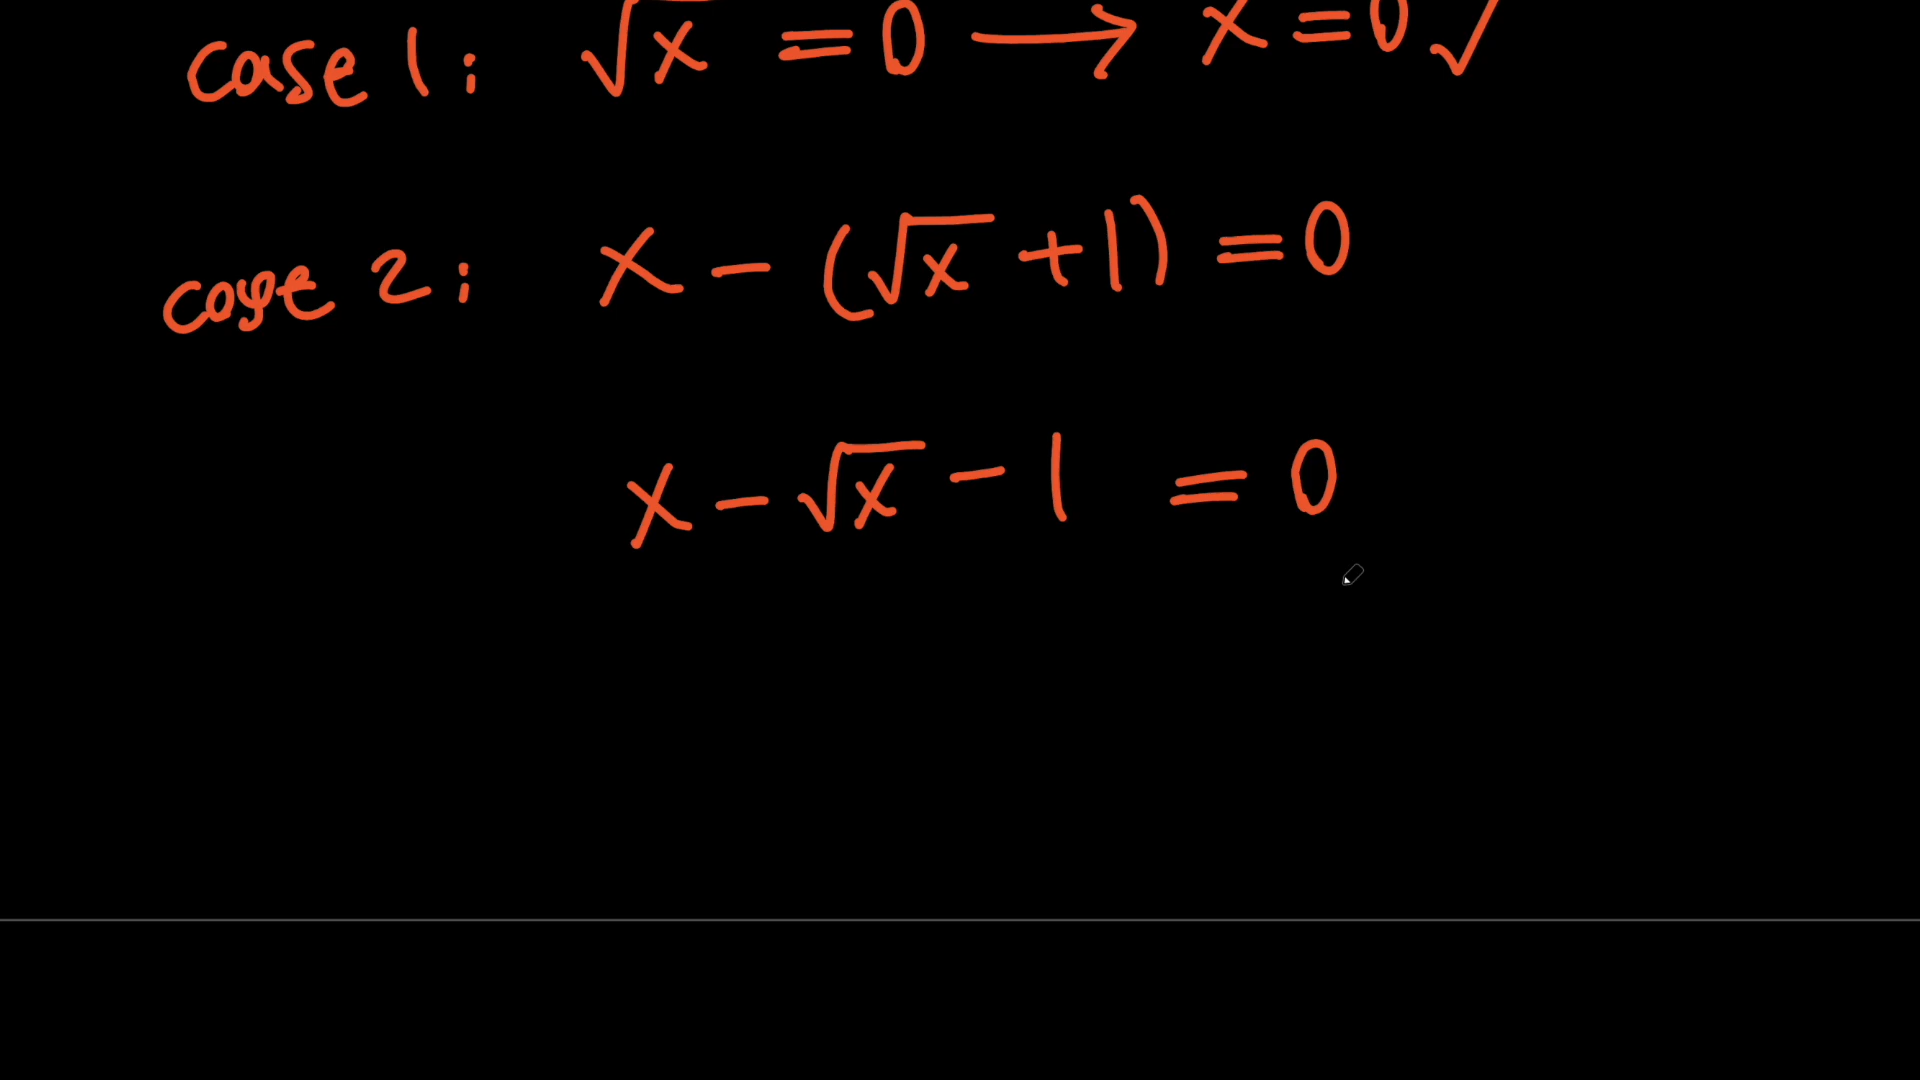 case 1: √x = 0 → x = 0 √
case 2: x - (√x + 1) = 0
x - √x - 1 = 0